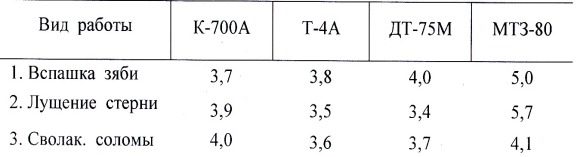 Вид работы К-700А Т-4А ДТ-75М МТЗ-80
1. Вспашка зяби 3,7 3,8 4,0 5,0
2. Лущение стерни 3,9 3,5 3,4 5,7
3. Сволак. соломы 4,0 3,6 3,7 4,1